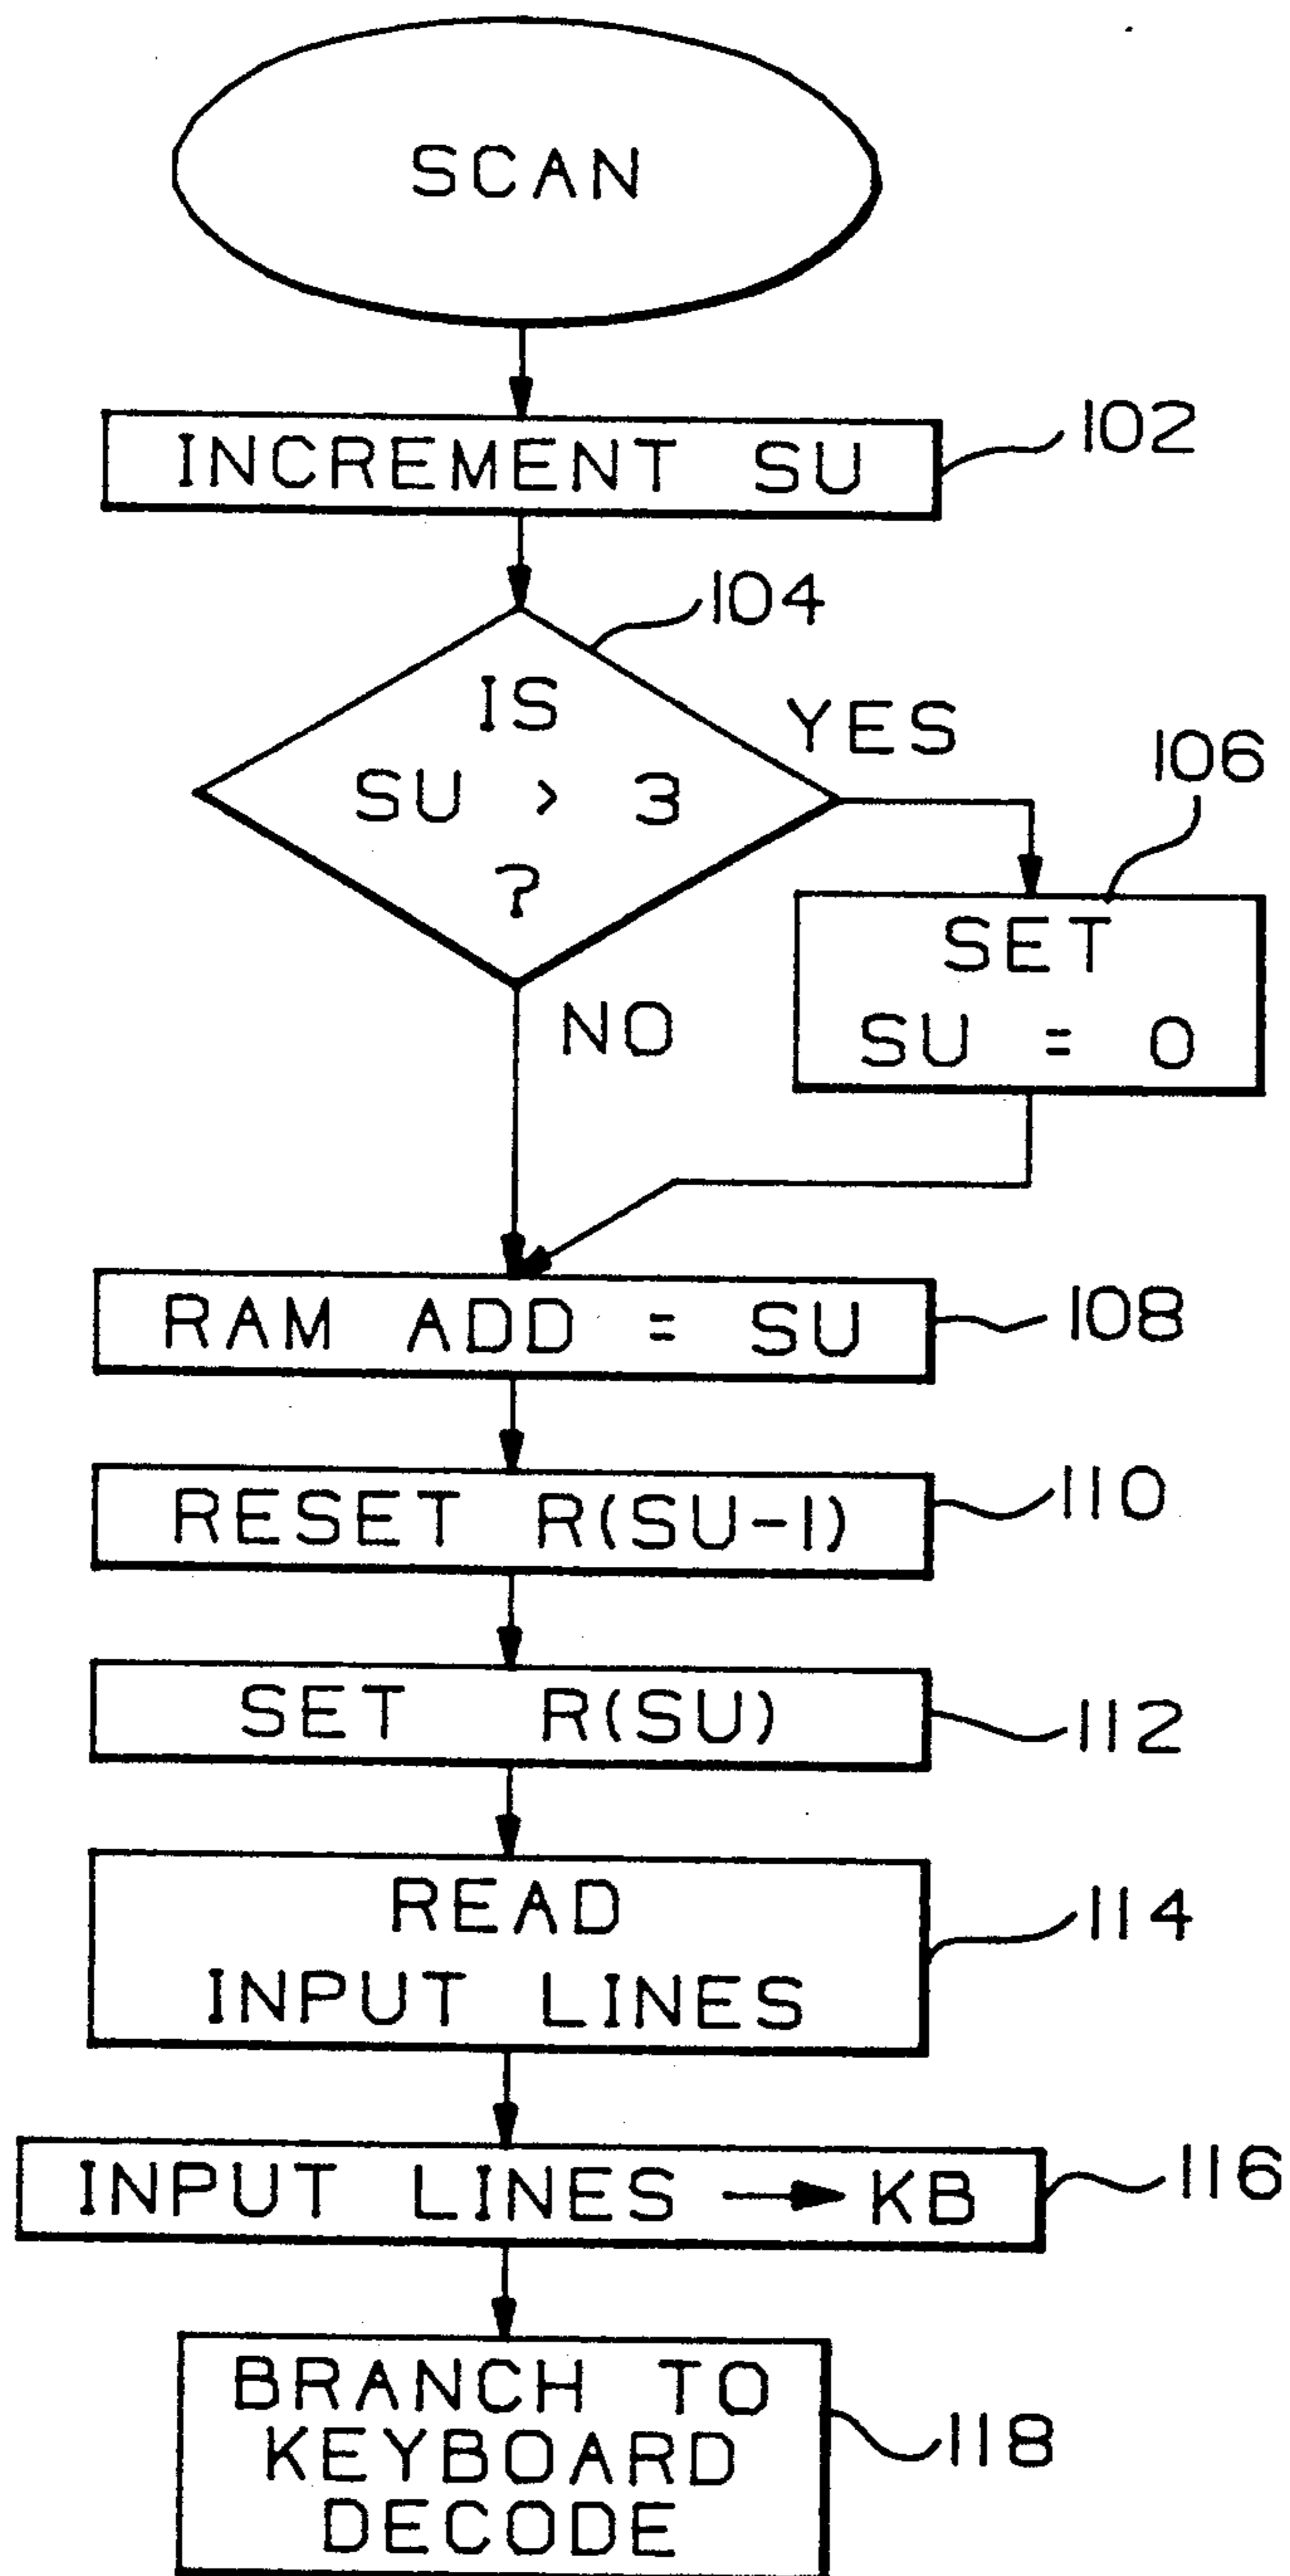 SCAN
INCREMENT SU
102
104
IS
SU > 3
?
YES
NO
106
SET
SU = 0
RAM ADD = SU
108
RESET R(SU-1)
110
SET R(SU)
112
READ
INPUT LINES
114
INPUT LINES → KB
116
BRANCH TO
KEYBOARD
DECODE
118